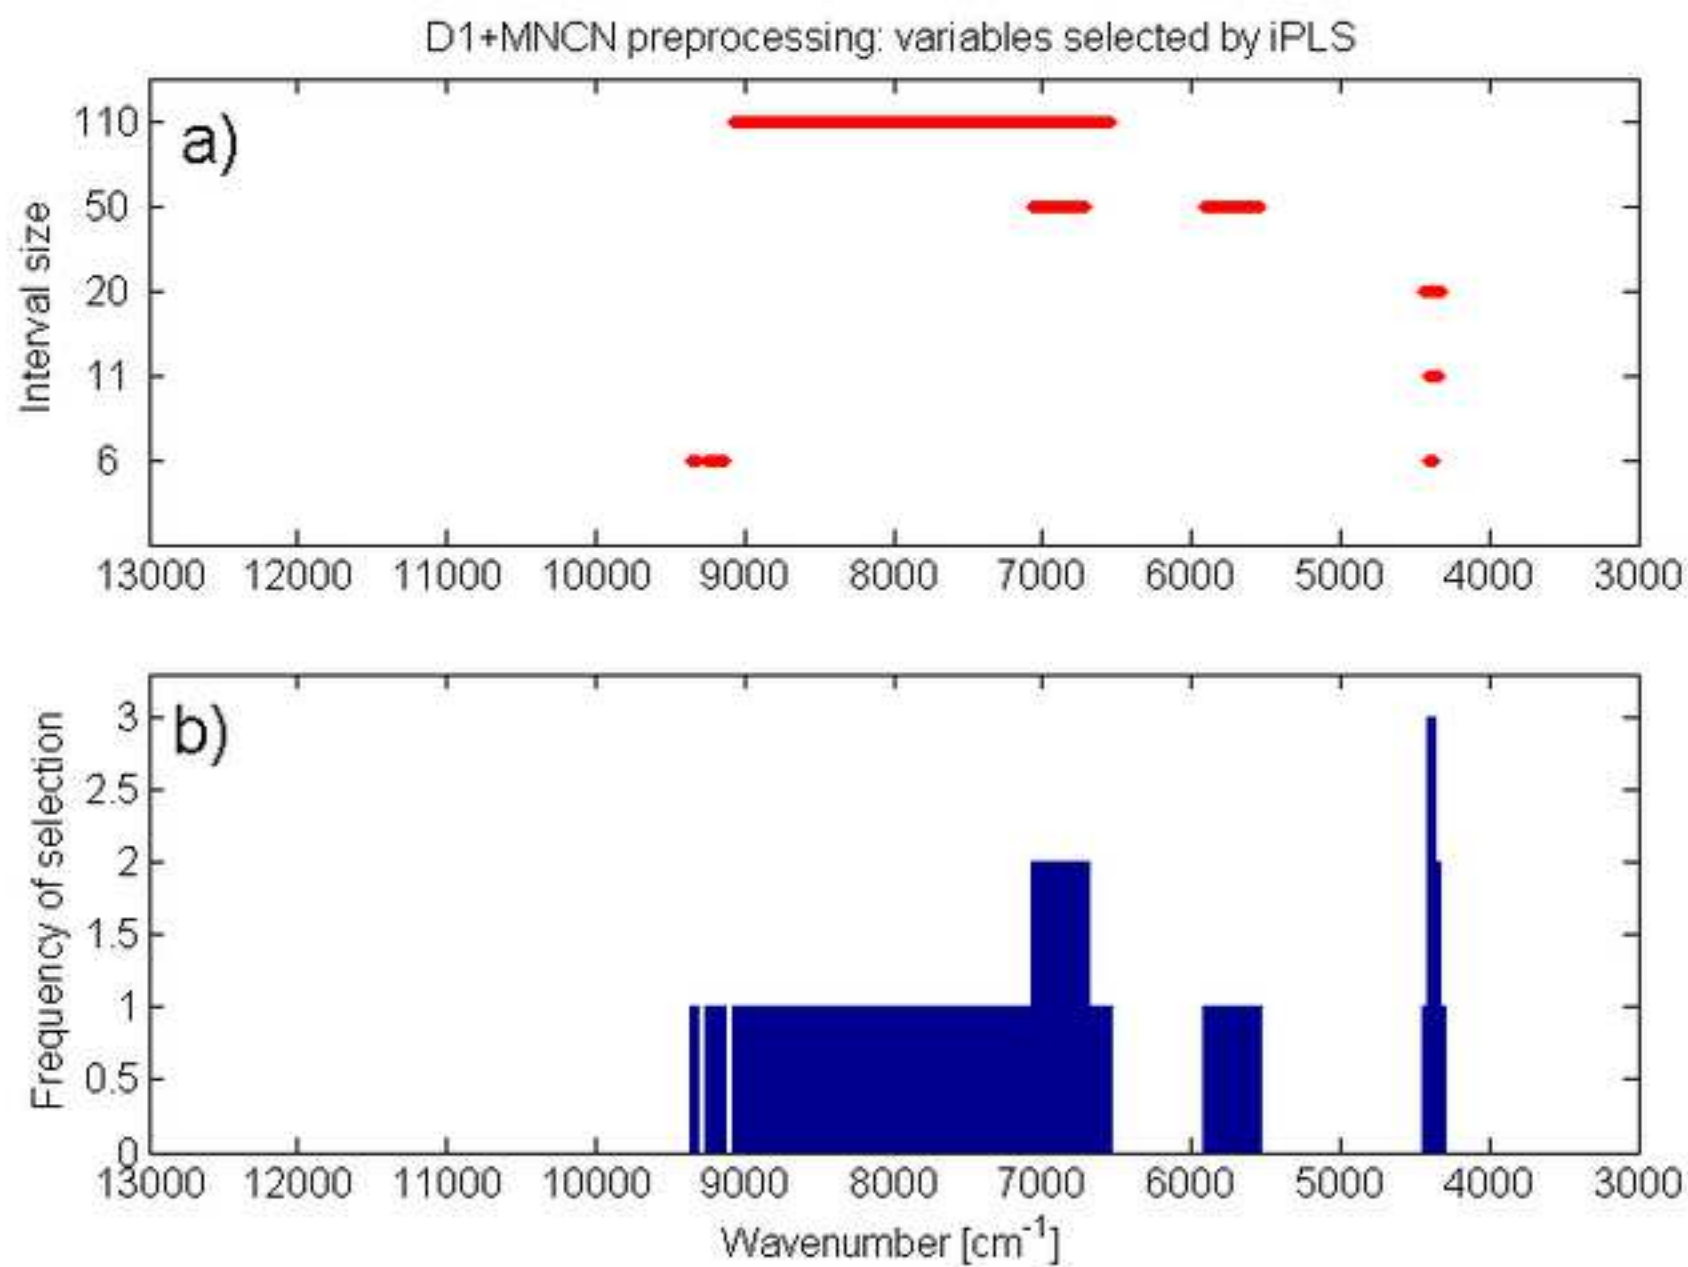 D1+MNCN preprocessing: variables selected by iPLS
a)
Interval size
110
50
20
11
6
13000 12000 11000 10000 9000 8000 7000 6000 5000 4000 3000
b)
Frequency of selection
3
2.5
2
1.5
1
0.5
0
13000 12000 11000 10000 9000 8000 7000 6000 5000 4000 3000
Wavenumber [cm⁻¹]